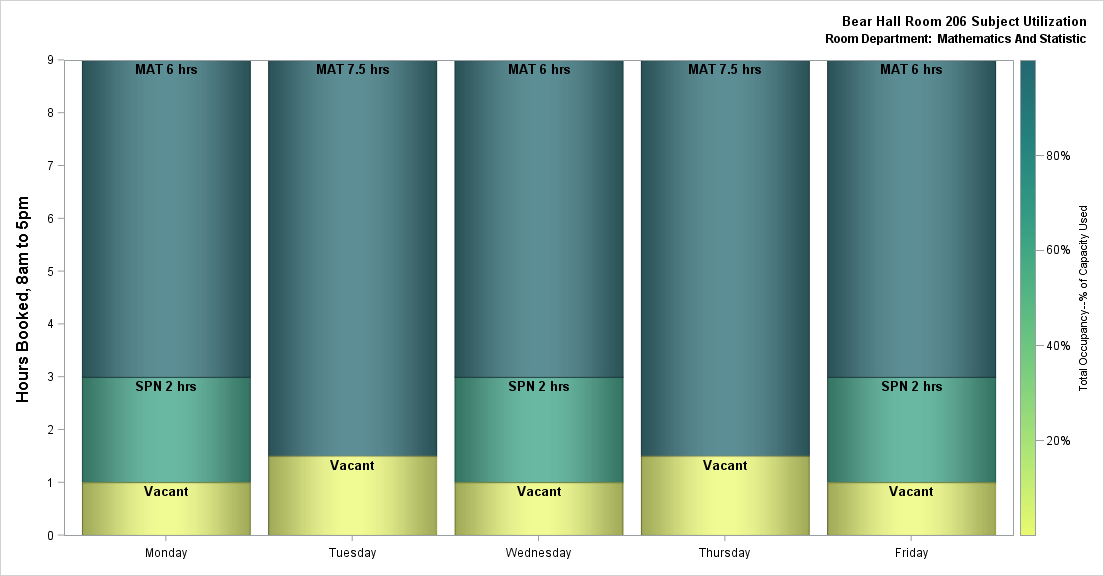 Bear Hall Room 206 Subject Utilization
Room Department: Mathematics And Statistic
Hours Booked, 8am to 5pm
9
8
7
6
5
4
3
2
1
0
MAT 6 hrs
SPN 2 hrs
Vacant
Monday
MAT 7.5 hrs
Vacant
Tuesday
MAT 6 hrs
SPN 2 hrs
Vacant
Wednesday
MAT 7.5 hrs
Vacant
Thursday
MAT 6 hrs
SPN 2 hrs
Vacant
Friday
80%
60%
40%
20%
Total Occupancy--% of Capacity Used